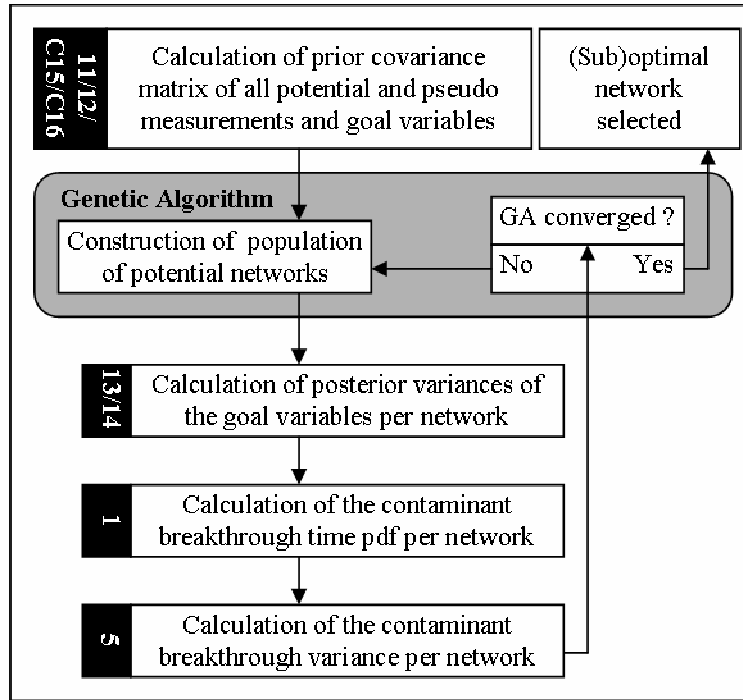 11/12/
C15/C16
Calculation of prior covariance
matrix of all potential and pseudo
measurements and goal variables
(Sub)optimal
network
selected
Genetic Algorithm
Construction of population
of potential networks
GA converged ?
No
Yes
13/14
Calculation of posterior variances of
the goal variables per network
1
Calculation of the contaminant
breakthrough time pdf per network
5
Calculation of the contaminant
breakthrough variance per network